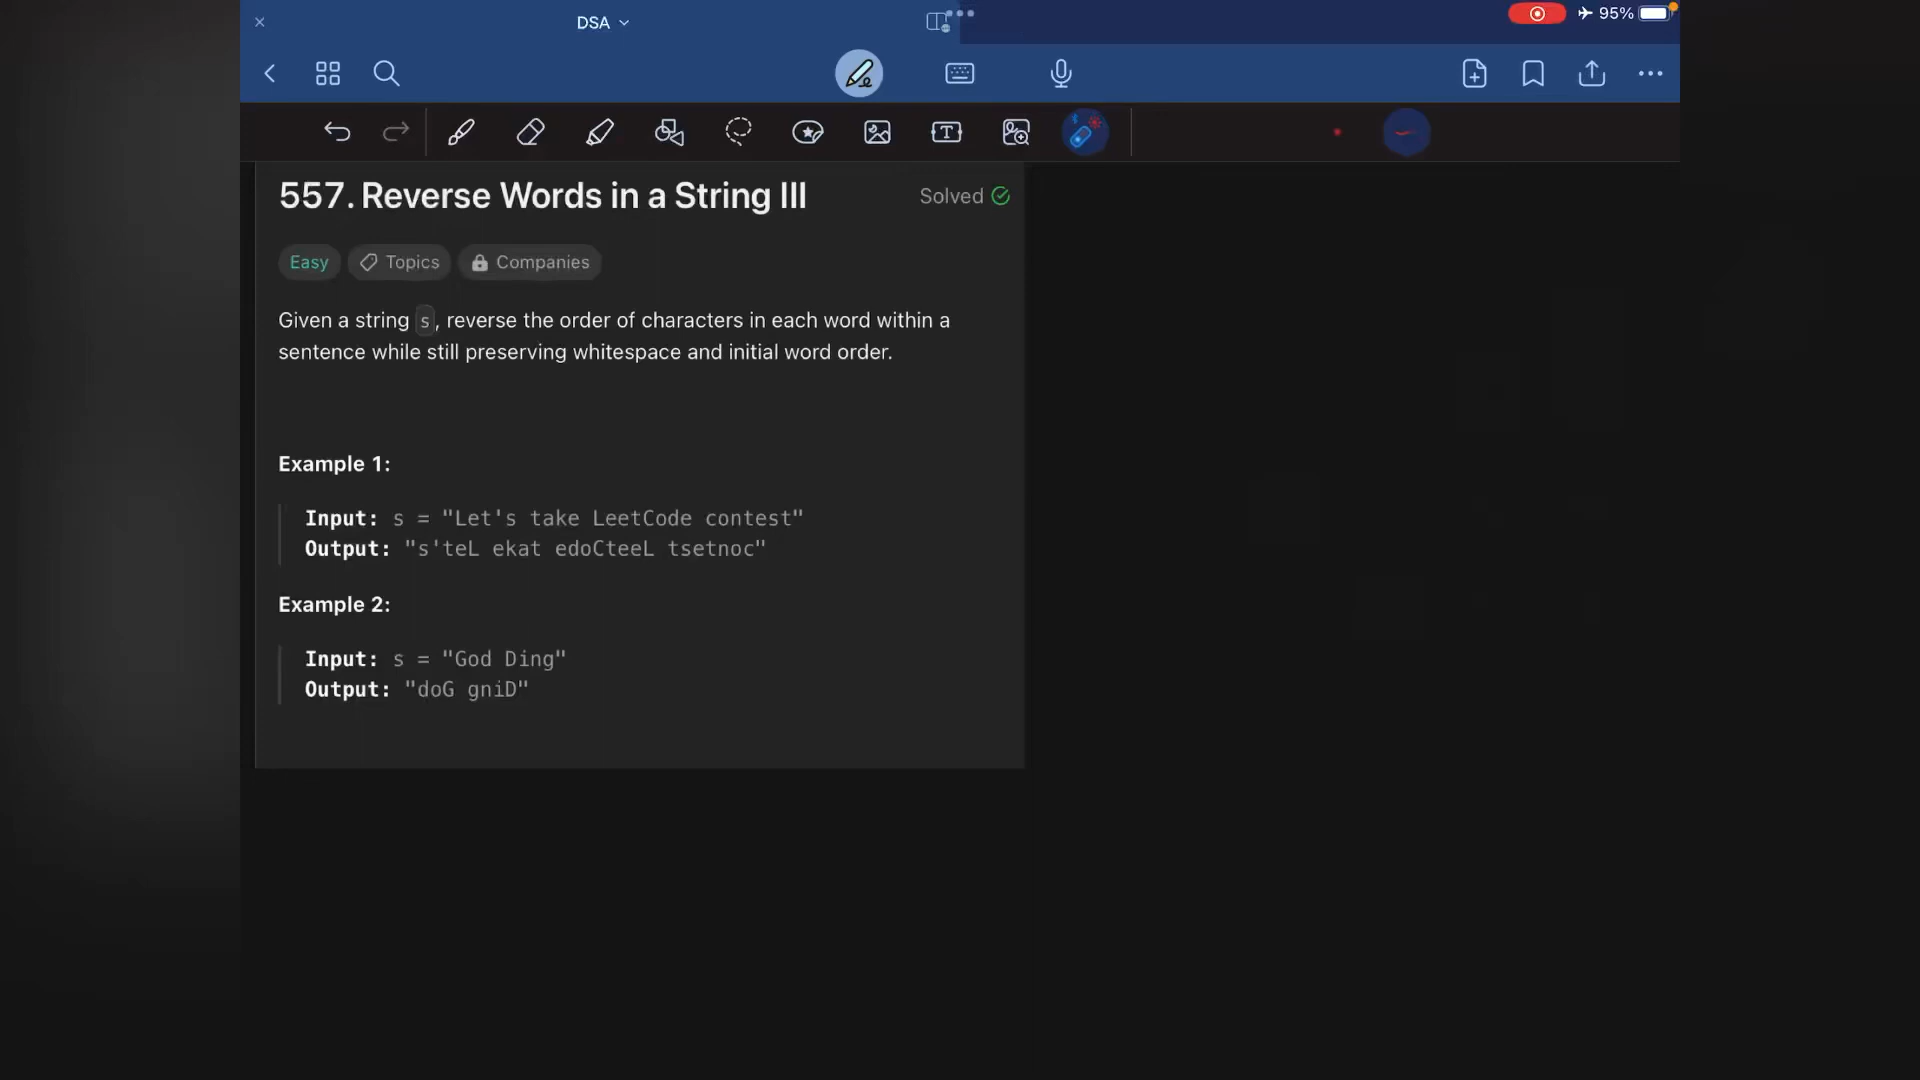 DSA
95%
557. Reverse Words in a String III
Solved
Easy Topics Companies
Given a string s, reverse the order of characters in each word within a
sentence while still preserving whitespace and initial word order.
Example 1:
Input: s = "Let's take LeetCode contest"
Output: "s'teL ekat edoCteeL tsetnoc"
Example 2:
Input: s = "God Ding"
Output: "doG gniD"